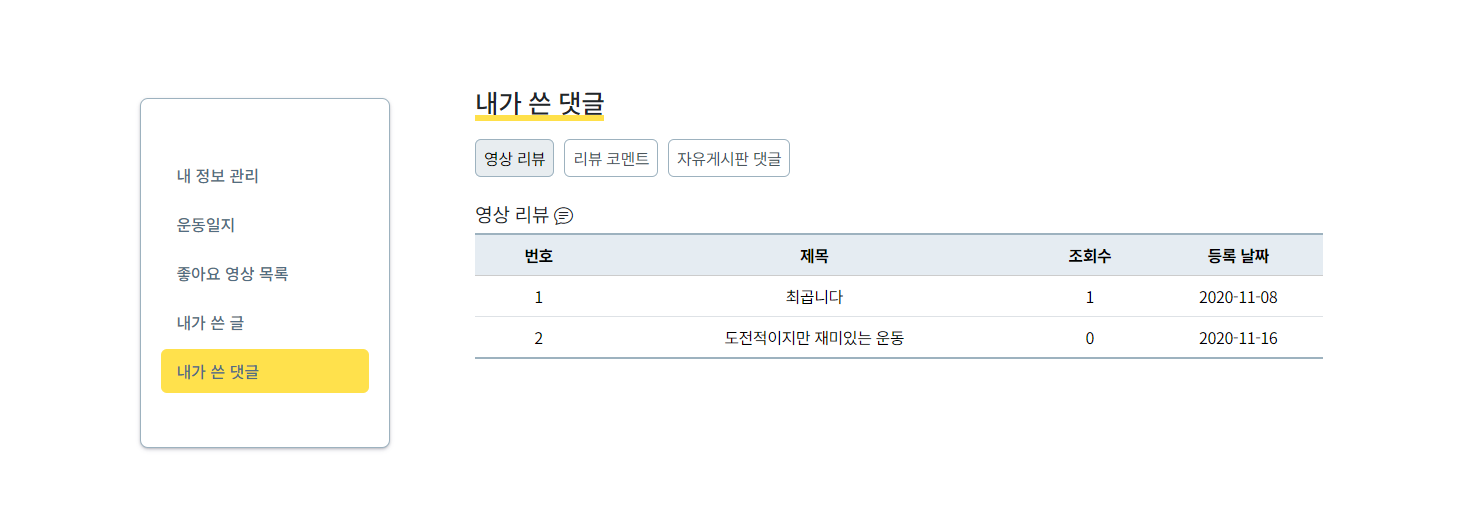 내 정보 관리
운동일지
좋아요 영상 목록
내가 쓴 글
내가 쓴 댓글
내가 쓴 댓글
영상 리뷰 리뷰 코멘트 자유게시판 댓글
영상 리뷰
번호 제목 조회수 등록 날짜
1 최곱니다 1 2020-11-08
2 도전적이지만 재미있는 운동 0 2020-11-16